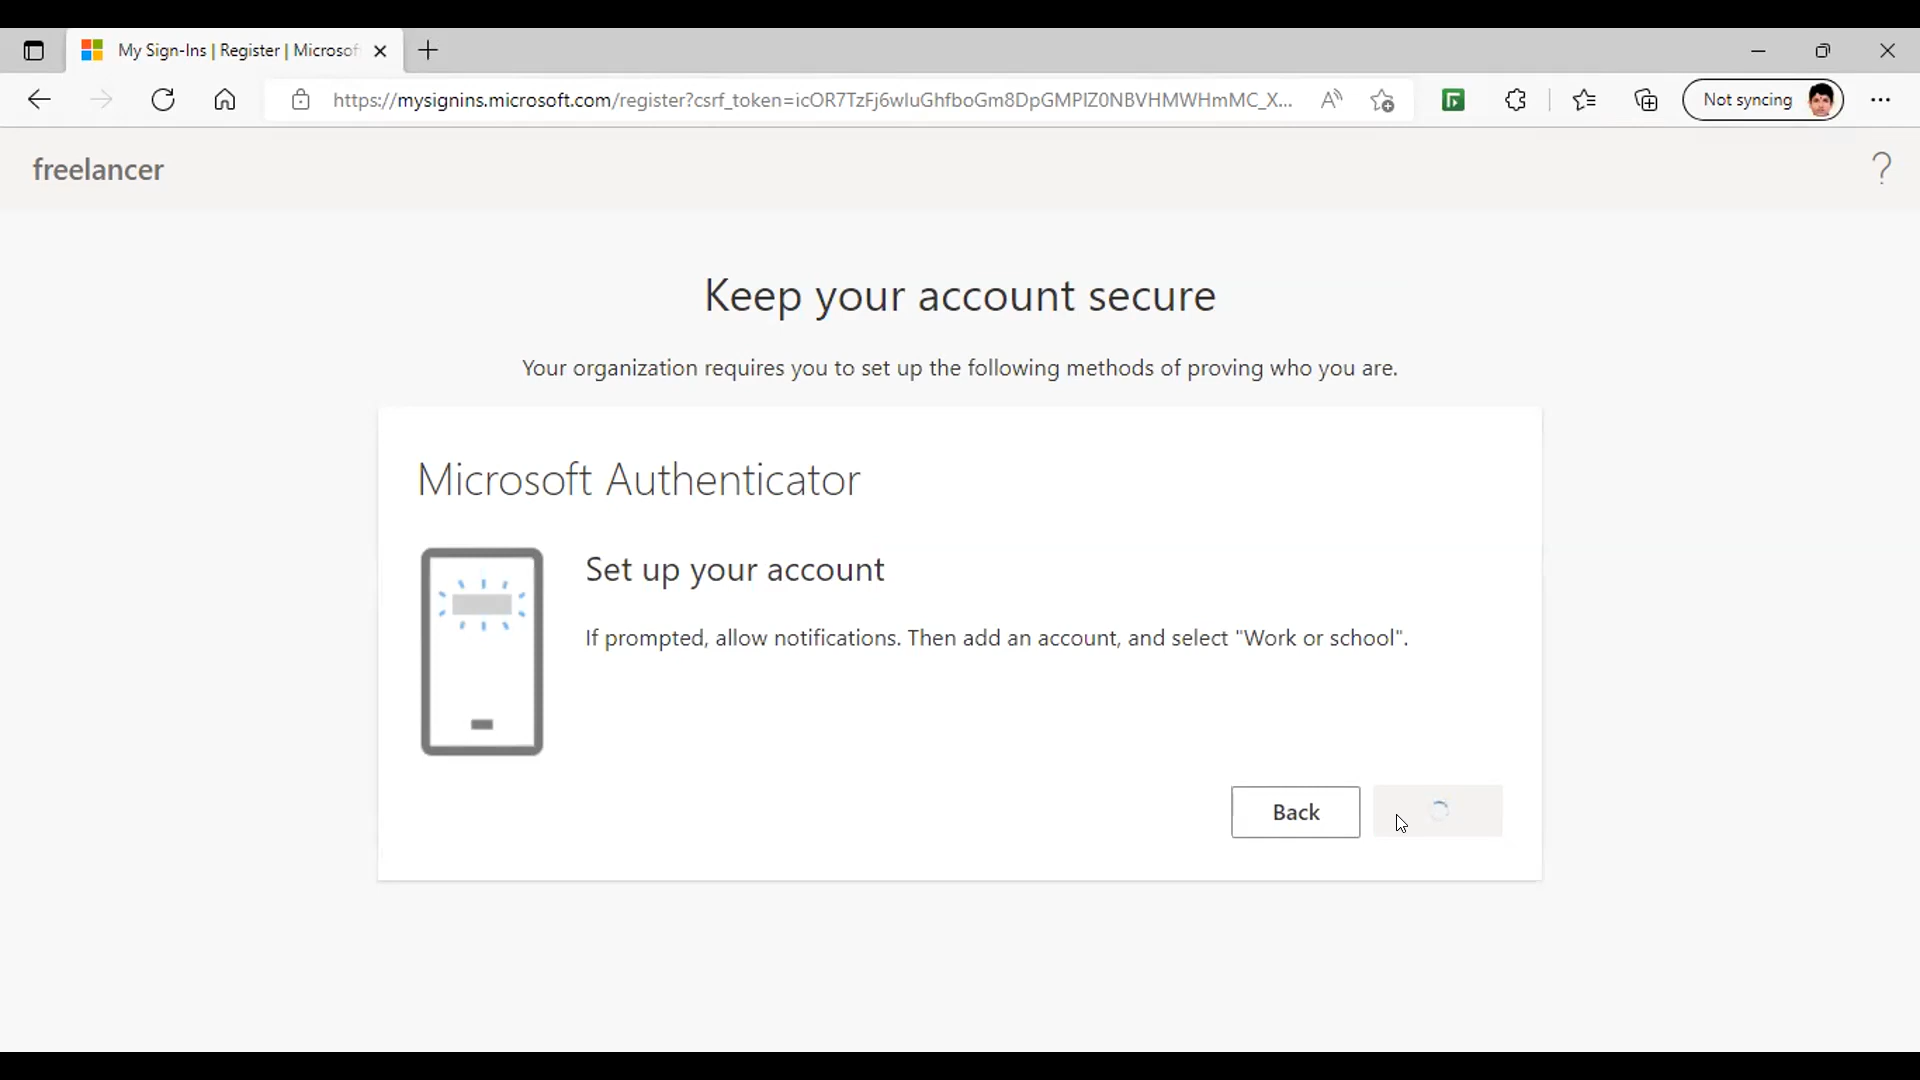 My Sign-Ins | Register | Microsof
https://mysignins.microsoft.com/register?csrf_token=icOR7TzFj6wIuGhfboGm8DpGMPIZ0NBVHMWHmMC_X...
Not syncing
freelancer
?
Keep your account secure
Your organization requires you to set up the following methods of proving who you are.
Microsoft Authenticator
Set up your account
If prompted, allow notifications. Then add an account, and select "Work or school".
Back